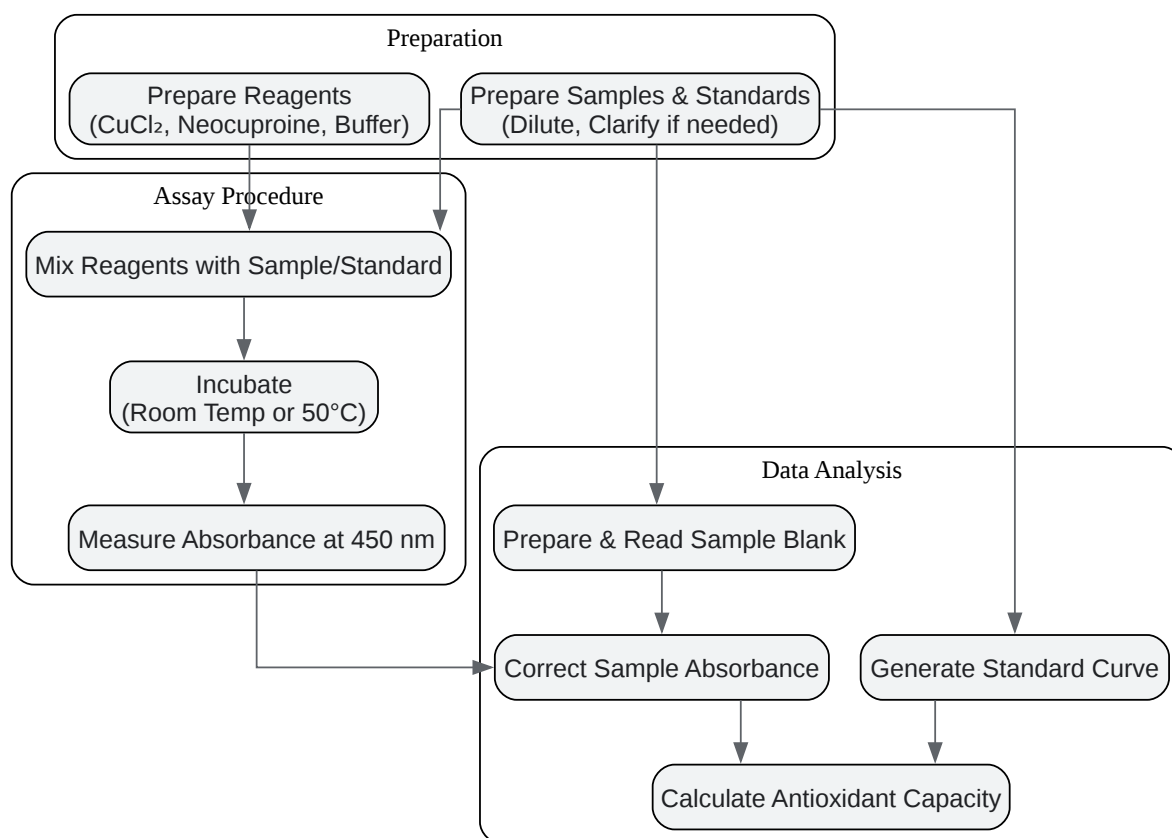 Preparation
Prepare Reagents
(CuCl₂, Neocuproine, Buffer)
Prepare Samples & Standards
(Dilute, Clarify if needed)
Assay Procedure
Mix Reagents with Sample/Standard
Incubate
(Room Temp or 50°C)
Measure Absorbance at 450 nm
Data Analysis
Prepare & Read Sample Blank
Correct Sample Absorbance
Generate Standard Curve
Calculate Antioxidant Capacity